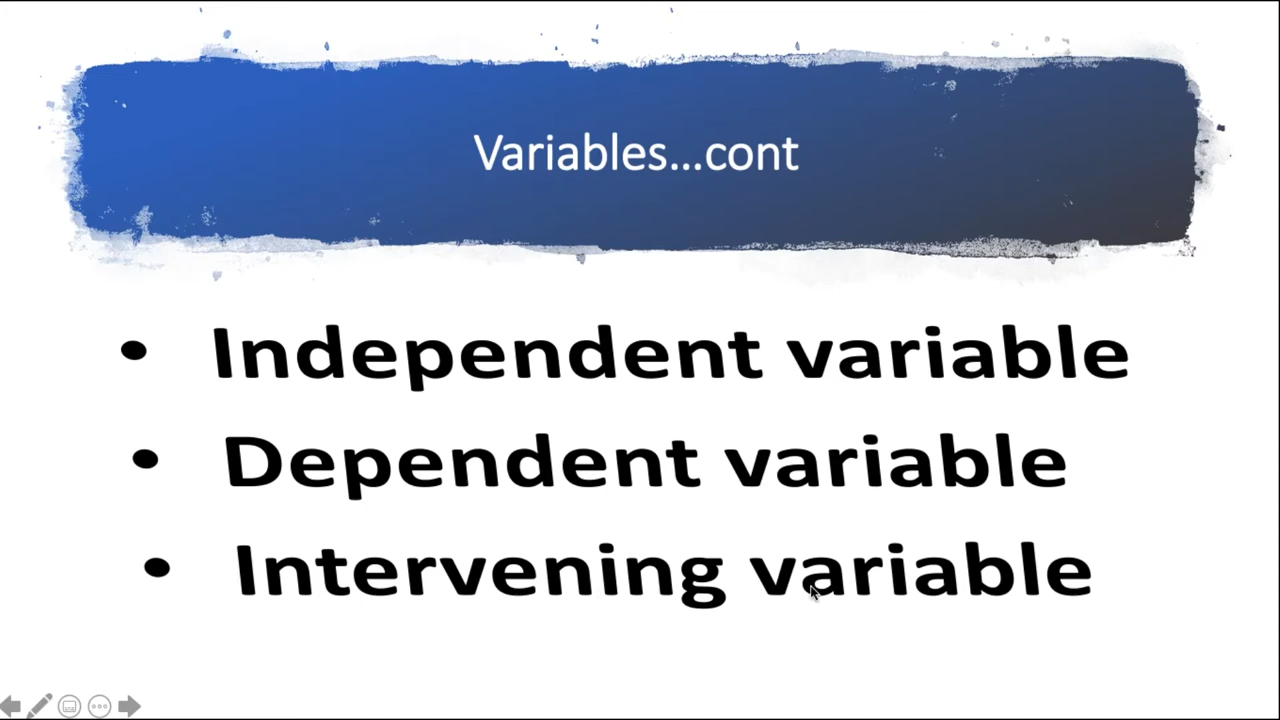 Variables...cont
• Independent variable
• Dependent variable
• Intervening variable